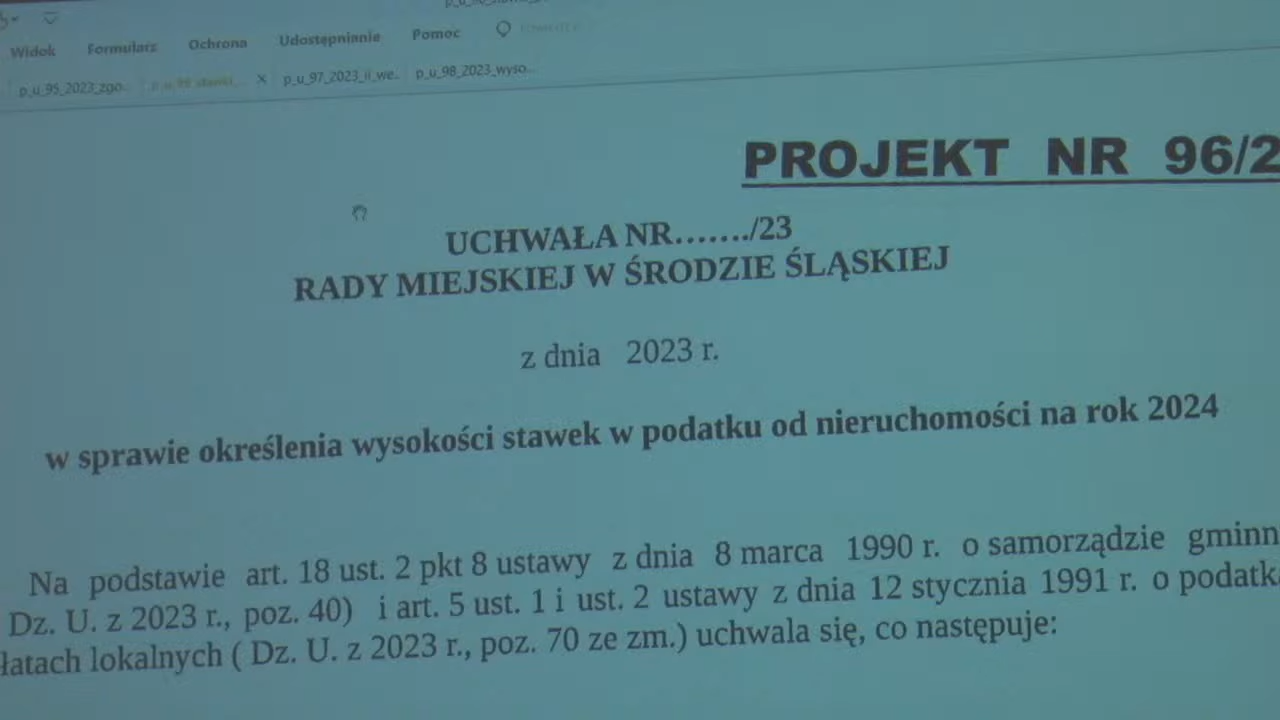 Widok Formularz Ochrona Udostępnianie Pomoc
p_u_95_2023_zgo... p_u_97_2023_ii_we... p_u_98_2023_wyso...
PROJEKT NR 96/2
UCHWAŁA NR……./23
RADY MIEJSKIEJ W ŚRODZIE ŚLĄSKIEJ
z dnia 2023 r.
w sprawie określenia wysokości stawek w podatku od nieruchomości na rok 2024
Na podstawie art. 18 ust. 2 pkt 8 ustawy z dnia 8 marca 1990 r. o samorządzie gminn
Dz. U. z 2023 r., poz. 40) i art. 5 ust. 1 i ust. 2 ustawy z dnia 12 stycznia 1991 r. o podatka
łatach lokalnych ( Dz. U. z 2023 r., poz. 70 ze zm.) uchwala się, co następuje: